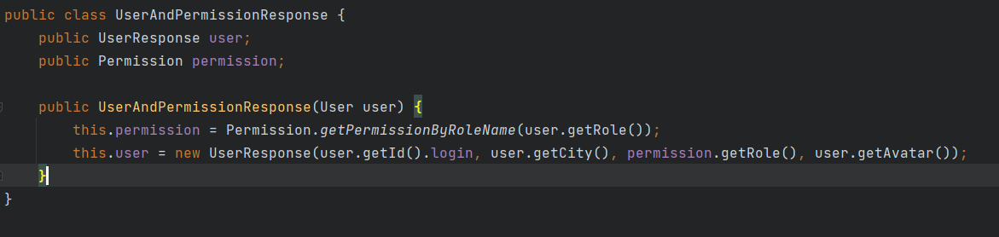 public class UserAndPermissionResponse {
    public UserResponse user;
    public Permission permission;

    public UserAndPermissionResponse(User user) {
        this.permission = Permission.getPermissionByRoleName(user.getRole());
        this.user = new UserResponse(user.getId().login, user.getCity(), permission.getRole(), user.getAvatar());
    }
}